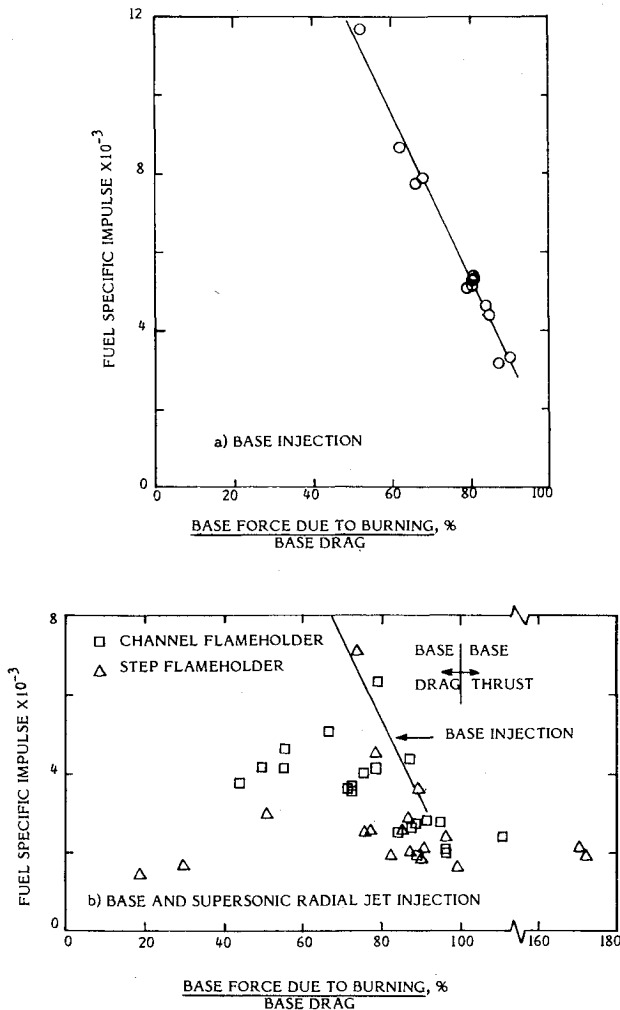 12
8
4
0
FUEL SPECIFIC IMPULSE X10-3
a) BASE INJECTION
0 20 40 60 80 100
BASE FORCE DUE TO BURNING, %
BASE DRAG
8
4
0
FUEL SPECIFIC IMPULSE X10-3
□ CHANNEL FLAMEHOLDER
△ STEP FLAMEHOLDER
BASE BASE
DRAG THRUST
BASE INJECTION
b) BASE AND SUPERSONIC RADIAL JET INJECTION
0 20 40 60 80 100 160 180
BASE FORCE DUE TO BURNING, %
BASE DRAG